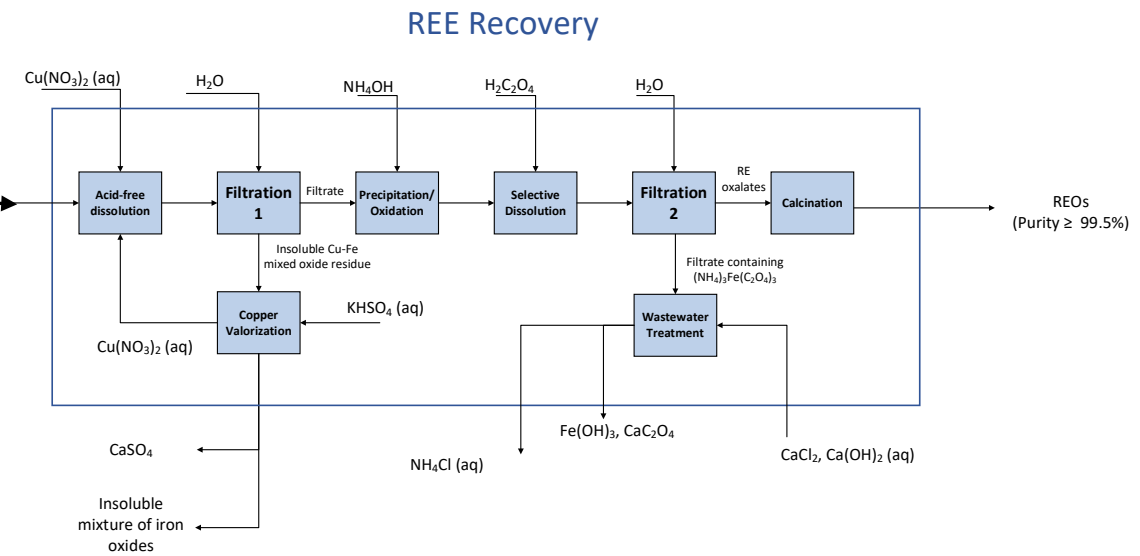 REE Recovery
Cu(NO₃)₂ (aq)
H₂O
NH₄OH
H₂C₂O₄
H₂O
Acid-free
dissolution
Filtration
1
Filtrate
Precipitation/
Oxidation
Selective
Dissolution
Filtration
2
RE
oxalates
Calcination
REOs
(Purity ≥ 99.5%)
Insoluble Cu-Fe
mixed oxide residue
Filtrate containing
(NH₄)₃Fe(C₂O₄)₃
Copper
Valorization
KHSO₄ (aq)
Wastewater
Treatment
Cu(NO₃)₂ (aq)
Fe(OH)₃, CaC₂O₄
CaSO₄
NH₄Cl (aq)
CaCl₂, Ca(OH)₂ (aq)
Insoluble
mixture of iron
oxides